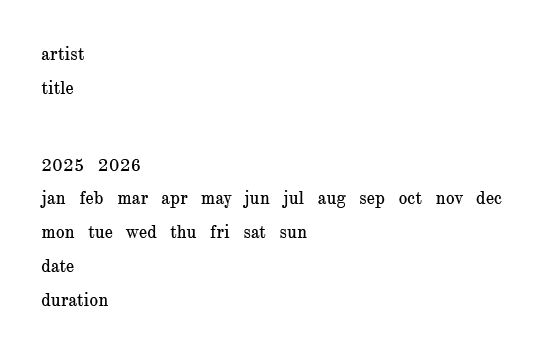 artist
title
2025 2026
jan feb mar apr may jun jul aug sep oct nov dec
mon tue wed thu fri sat sun
date
duration